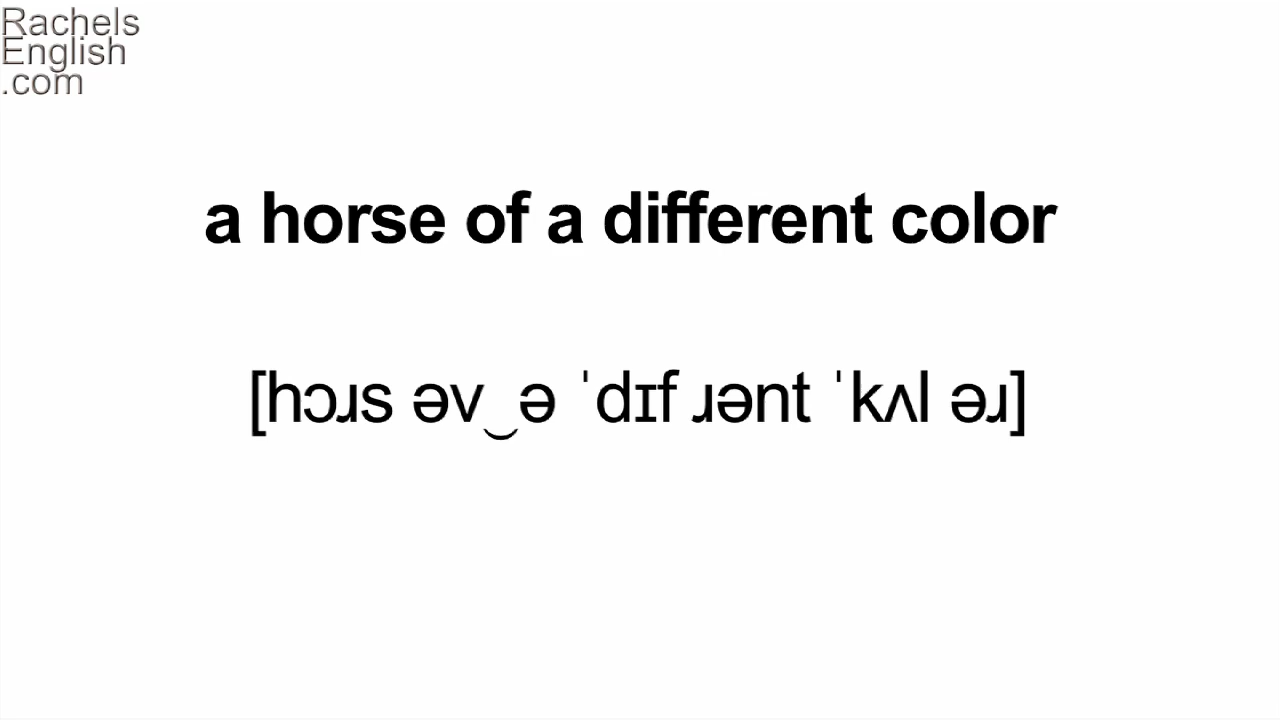 Rachels
English
.com
a horse of a different color
[hɔɹs əv‿ə ˈdɪf ɹənt ˈkʌl əɹ]